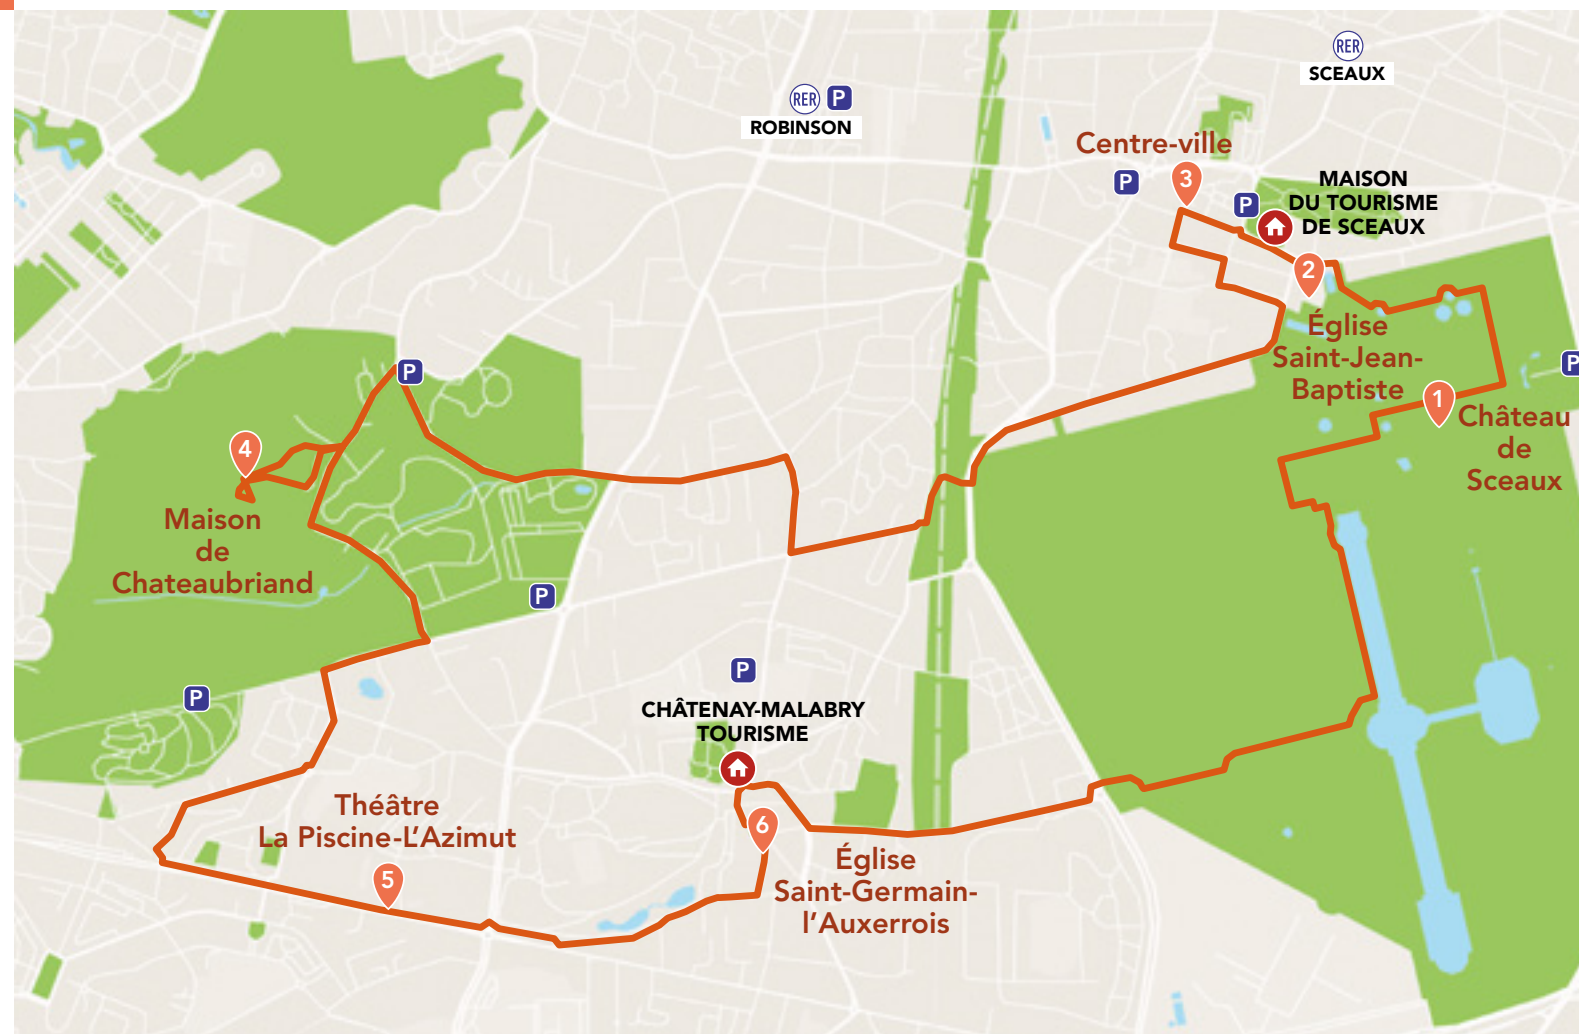 RER
SCEAUX
RER P
ROBINSON
Centre-ville
P
3
P
MAISON
DU TOURISME
DE SCEAUX
2
Église
Saint-Jean-
Baptiste
P
1
Château
de
Sceaux
P
4
Maison
de
Chateaubriand
P
P
P
CHÂTENAY-MALABRY
TOURISME
Théâtre
La Piscine-L'Azimut
5
6
Église
Saint-Germain-
l'Auxerrois